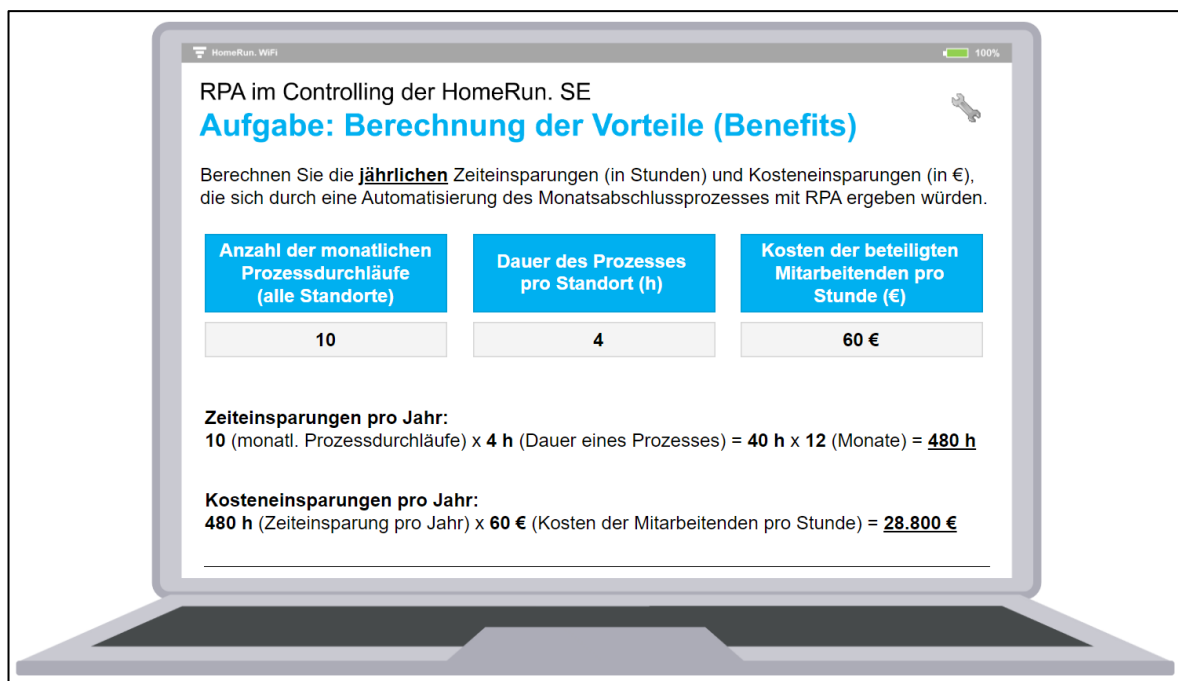 HomeRun. WiFi
100%
RPA im Controlling der HomeRun. SE
Aufgabe: Berechnung der Vorteile (Benefits)
Berechnen Sie die jährlichen Zeiteinsparungen (in Stunden) und Kosteneinsparungen (in €),
die sich durch eine Automatisierung des Monatsabschlussprozesses mit RPA ergeben würden.
Anzahl der monatlichen
Prozessdurchläufe
(alle Standorte)
10
Dauer des Prozesses
pro Standort (h)
4
Kosten der beteiligten
Mitarbeitenden pro
Stunde (€)
60 €
Zeiteinsparungen pro Jahr:
10 (monatl. Prozessdurchläufe) x 4 h (Dauer eines Prozesses) = 40 h x 12 (Monate) = 480 h
Kosteneinsparungen pro Jahr:
480 h (Zeiteinsparung pro Jahr) x 60 € (Kosten der Mitarbeitenden pro Stunde) = 28.800 €